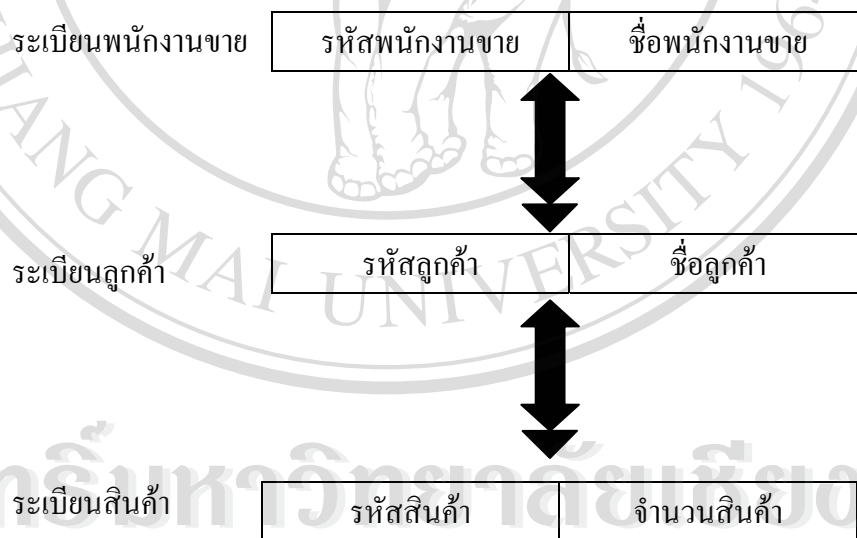 ระเบียนพนักงานขาย รหัสพนักงานขาย ชื่อพนักงานขาย
ระเบียนลูกค้า รหัสลูกค้า ชื่อลูกค้า
MAI UNIVERSITY 196
ระเบียนสินค้า รหัสสินค้า จำนวนสินค้า